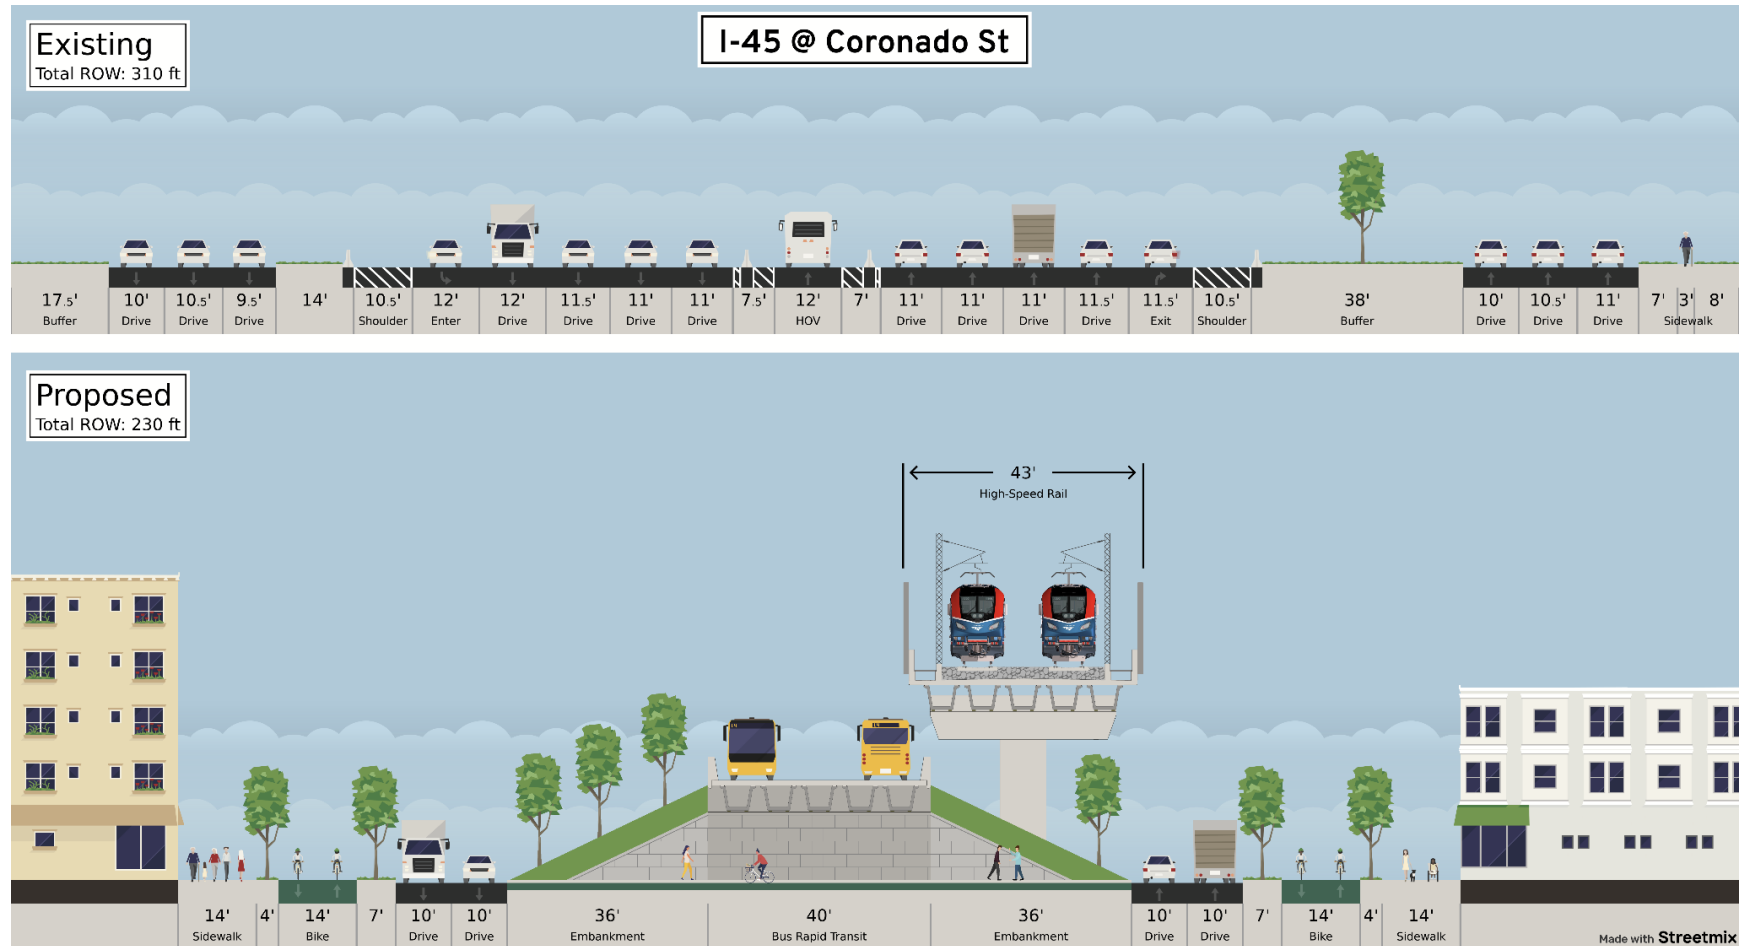 Existing
Total ROW: 310 ft
I-45 @ Coronado St
17.5' 10' 10.5' 9.5' 14' 10.5' 12' 12' 11.5' 11' 11' 7.5' 12' 7' 11' 11' 11' 11.5' 11.5' 10.5' 38' 10' 10.5' 11' 7' 3' 8'
Buffer Drive Drive Drive Shoulder Enter Drive Drive Drive Drive HOV Drive Drive Drive Drive Exit Shoulder Buffer Drive Drive Drive Sidewalk
Proposed
Total ROW: 230 ft
43'
High-Speed Rail
14' 4' 14' 7' 10' 10' 36' 40' 36' 10' 10' 7' 14' 4' 14'
Sidewalk Bike Drive Drive Embankment Bus Rapid Transit Embankment Drive Drive Bike Sidewalk
Made with Streetmix